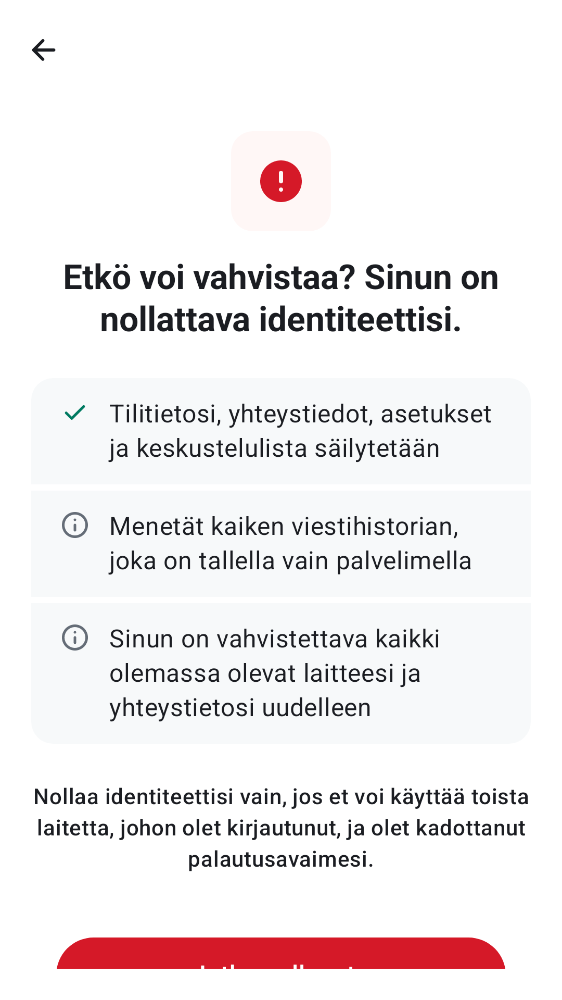 Etkö voi vahvistaa? Sinun on
nollattava identiteettisi.
Tilitietosi, yhteystiedot, asetukset
ja keskustelulista säilytetään
Menetät kaiken viestihistorian,
joka on tallella vain palvelimella
Sinun on vahvistettava kaikki
olemassa olevat laitteesi ja
yhteystietosi uudelleen
Nollaa identiteettisi vain, jos et voi käyttää toista
laitetta, johon olet kirjautunut, ja olet kadottanut
palautusavaimesi.